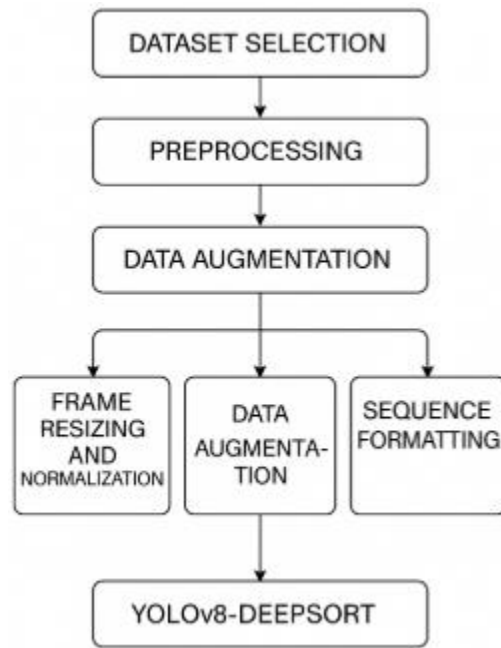 DATASET SELECTION
PREPROCESSING
DATA AUGMENTATION
FRAME
RESIZING
AND
NORMALIZATION
DATA
AUGMENTA-
TION
SEQUENCE
FORMATTING
YOLOv8-DEEPSORT